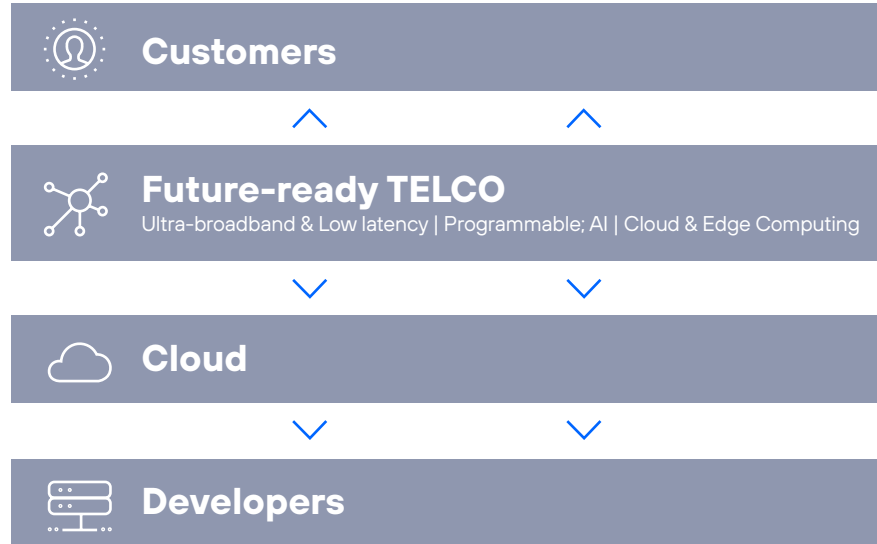 Customers
Future-ready TELCO
Ultra-broadband & Low latency | Programmable; AI | Cloud & Edge Computing
Cloud
Developers